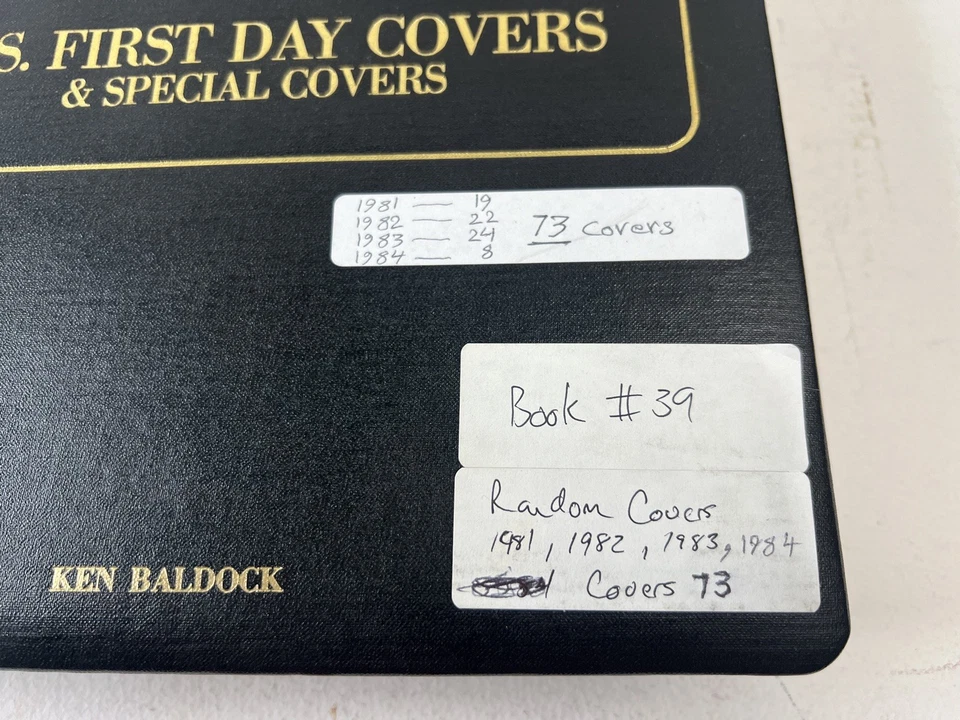 S. FIRST DAY COVERS
& SPECIAL COVERS
1981 — 19
1982 — 22
1983 — 24
1984 — 8
73 covers
Book #39
Random Covers
1981, 1982, 1983, 1984
Covers 73
KEN BALDOCK